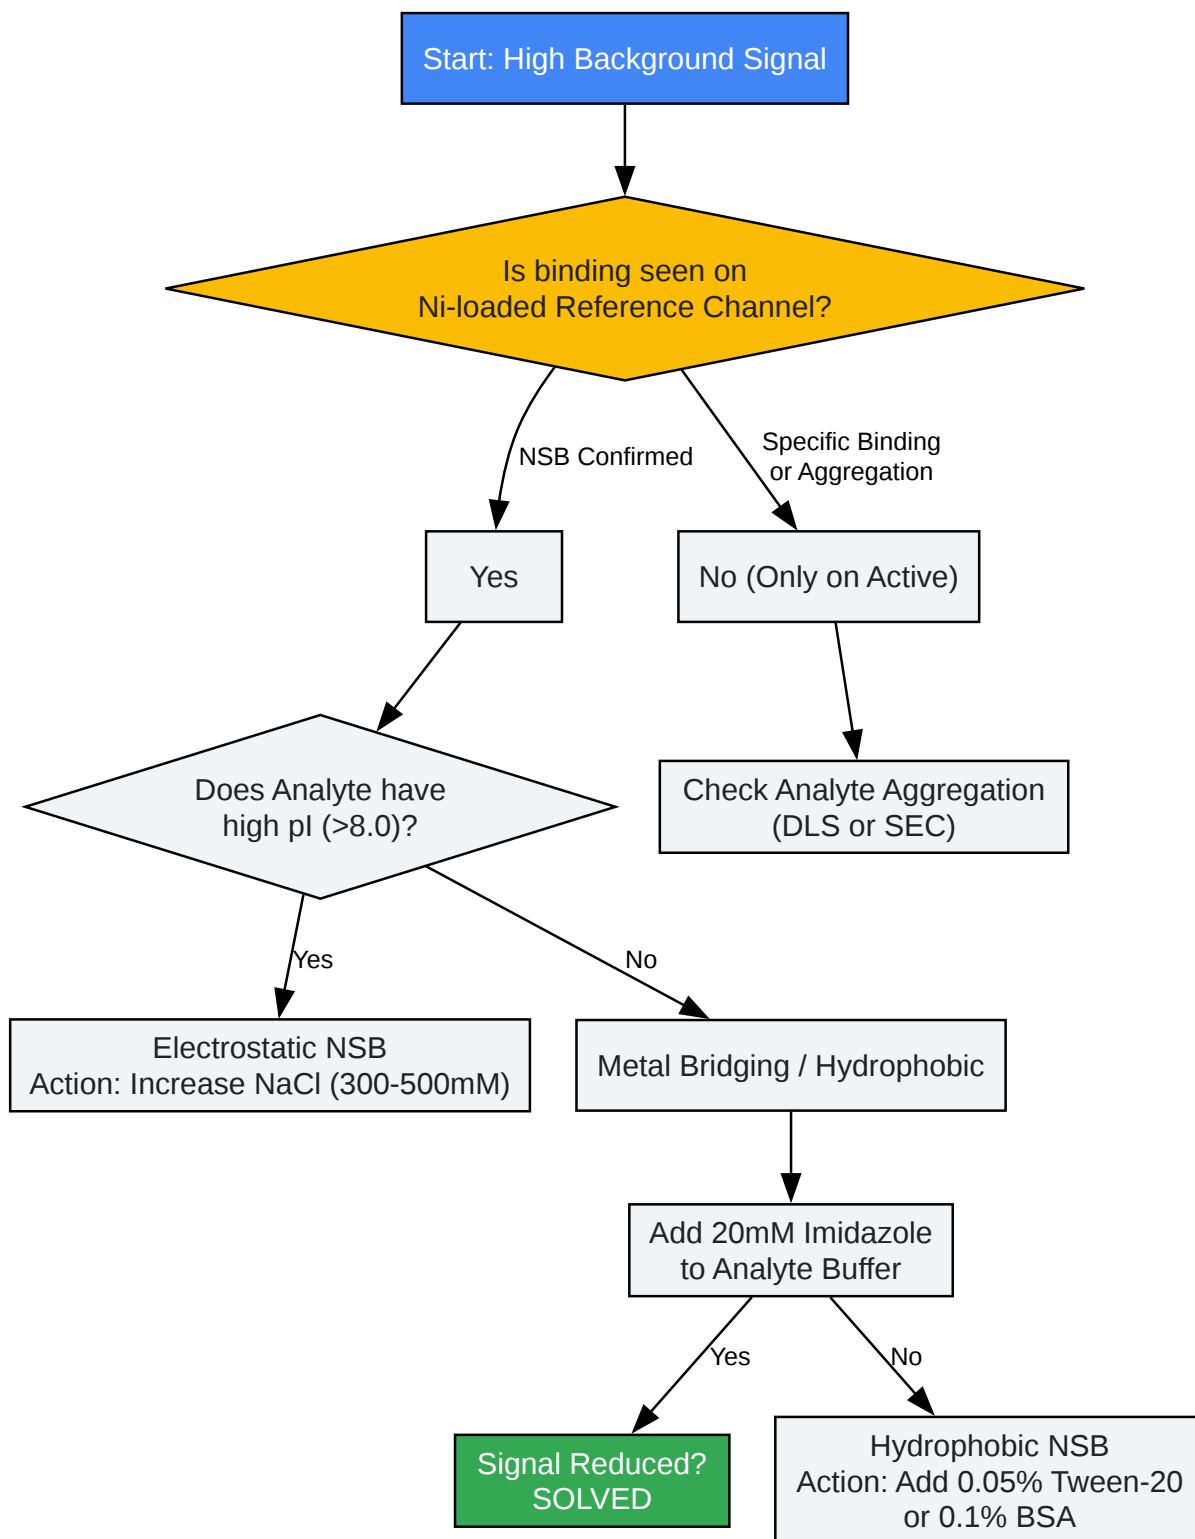 Start: High Background Signal
Is binding seen on
Ni-loaded Reference Channel?
NSB Confirmed
Specific Binding
or Aggregation
Yes
No (Only on Active)
Does Analyte have
high pI (>8.0)?
Check Analyte Aggregation
(DLS or SEC)
Yes
No
Electrostatic NSB
Action: Increase NaCl (300-500mM)
Metal Bridging / Hydrophobic
Add 20mM Imidazole
to Analyte Buffer
Yes
No
Signal Reduced?
SOLVED
Hydrophobic NSB
Action: Add 0.05% Tween-20
or 0.1% BSA